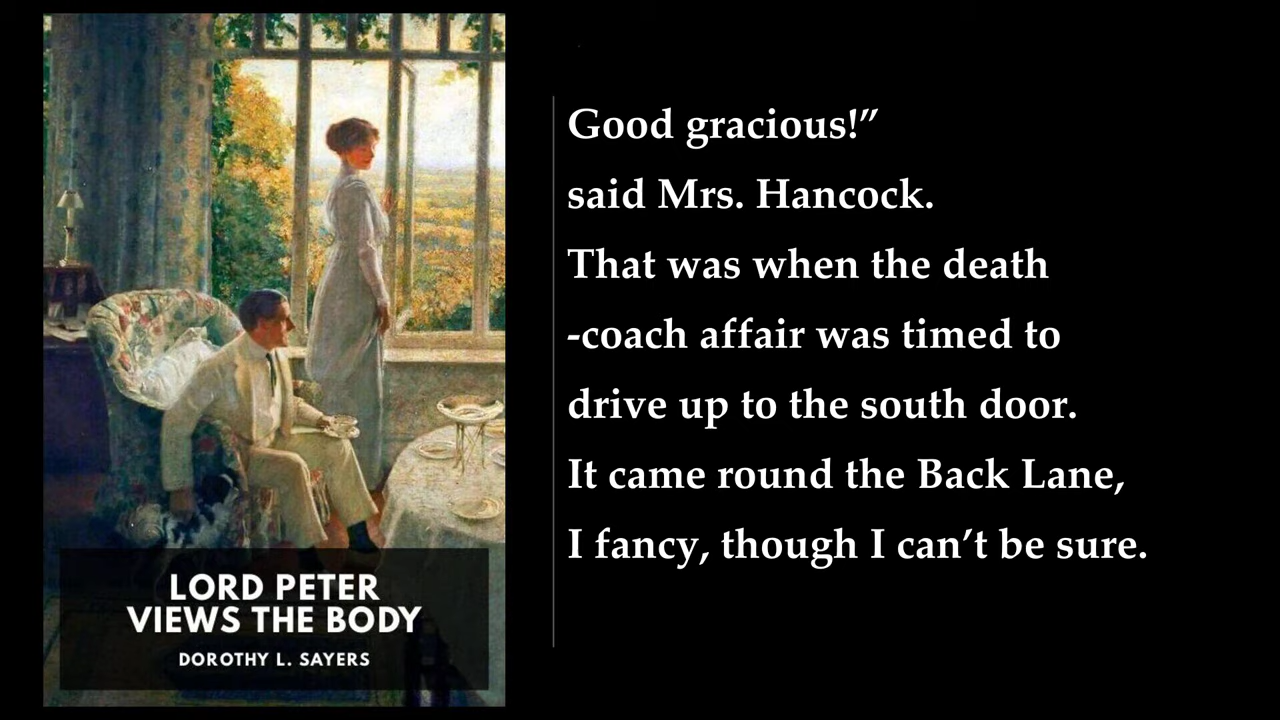 Good gracious!”
said Mrs. Hancock.
That was when the death
-coach affair was timed to
drive up to the south door.
It came round the Back Lane,
I fancy, though I can’t be sure.
LORD PETER
VIEWS THE BODY
DOROTHY L. SAYERS